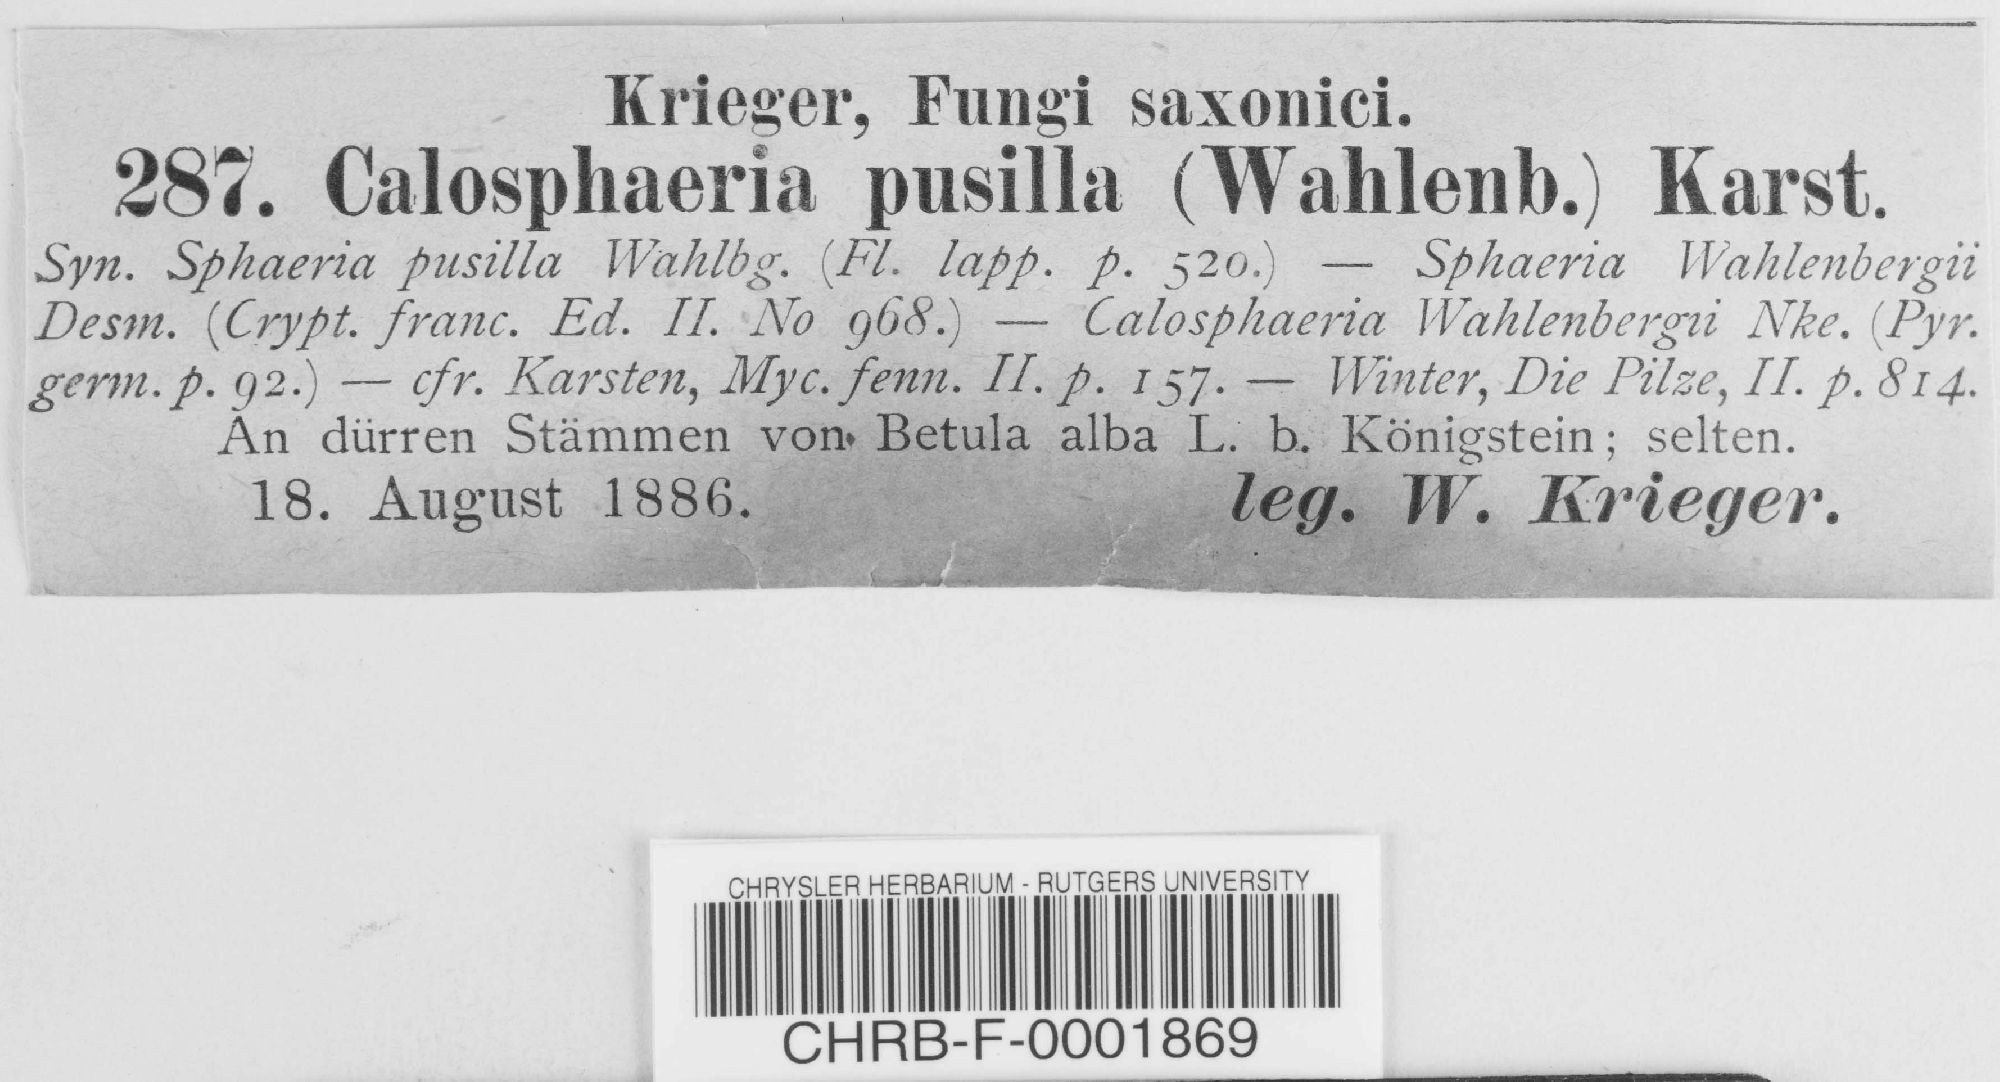 Krieger, Fungi saxonici.
287. Calosphaeria pusilla (Wahlenb.) Karst.
Syn. Sphaeria pusilla Wahlbg. (Fl. lapp. p. 520.) — Sphaeria Wahlenbergii
Desm. (Crypt. franc. Ed. II. No 968.) — Calosphaeria Wahlenbergii Nke. (Pyr.
germ. p. 92.) — cfr. Karsten, Myc. fenn. II. p. 157. — Winter, Die Pilze, II. p. 814.
An dürren Stämmen von Betula alba L. b. Königstein; selten.
18. August 1886. leg. W. Krieger.
CHRYSLER HERBARIUM - RUTGERS UNIVERSITY
CHRB-F-0001869